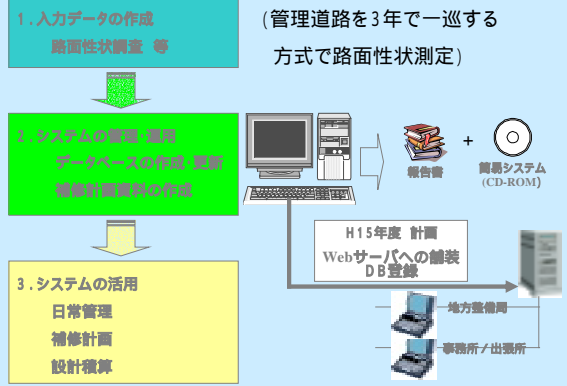 1.入力データの作成
路面性状調査 等
(管理道路を3年で一巡する
方式で路面性状測定)
2.システムの管理・運用
データベースの作成・更新
補修計画資料の作成
報告書
+
簡易システム
(CD-ROM)
H15年度 計画
Webサーバへの舗装
DB登録
3.システムの活用
日常管理
補修計画
設計積算
地方整備局
事務所/出張所